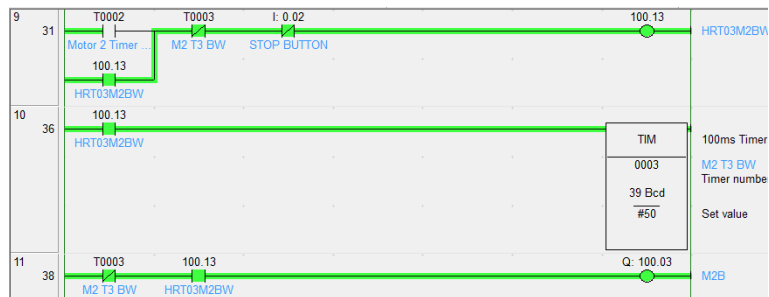 9 T0002 T0003 I: 0.02 100.13
31 HRT03M2BW
Motor 2 Timer ... M2 T3 BW STOP BUTTON
100.13
HRT03M2BW
10 100.13
36
HRT03M2BW
TIM 100ms Timer
0003 M2 T3 BW
Timer number
39 Bcd
#50 Set value
11 T0003 100.13 Q: 100.03
38 M2B
M2 T3 BW HRT03M2BW